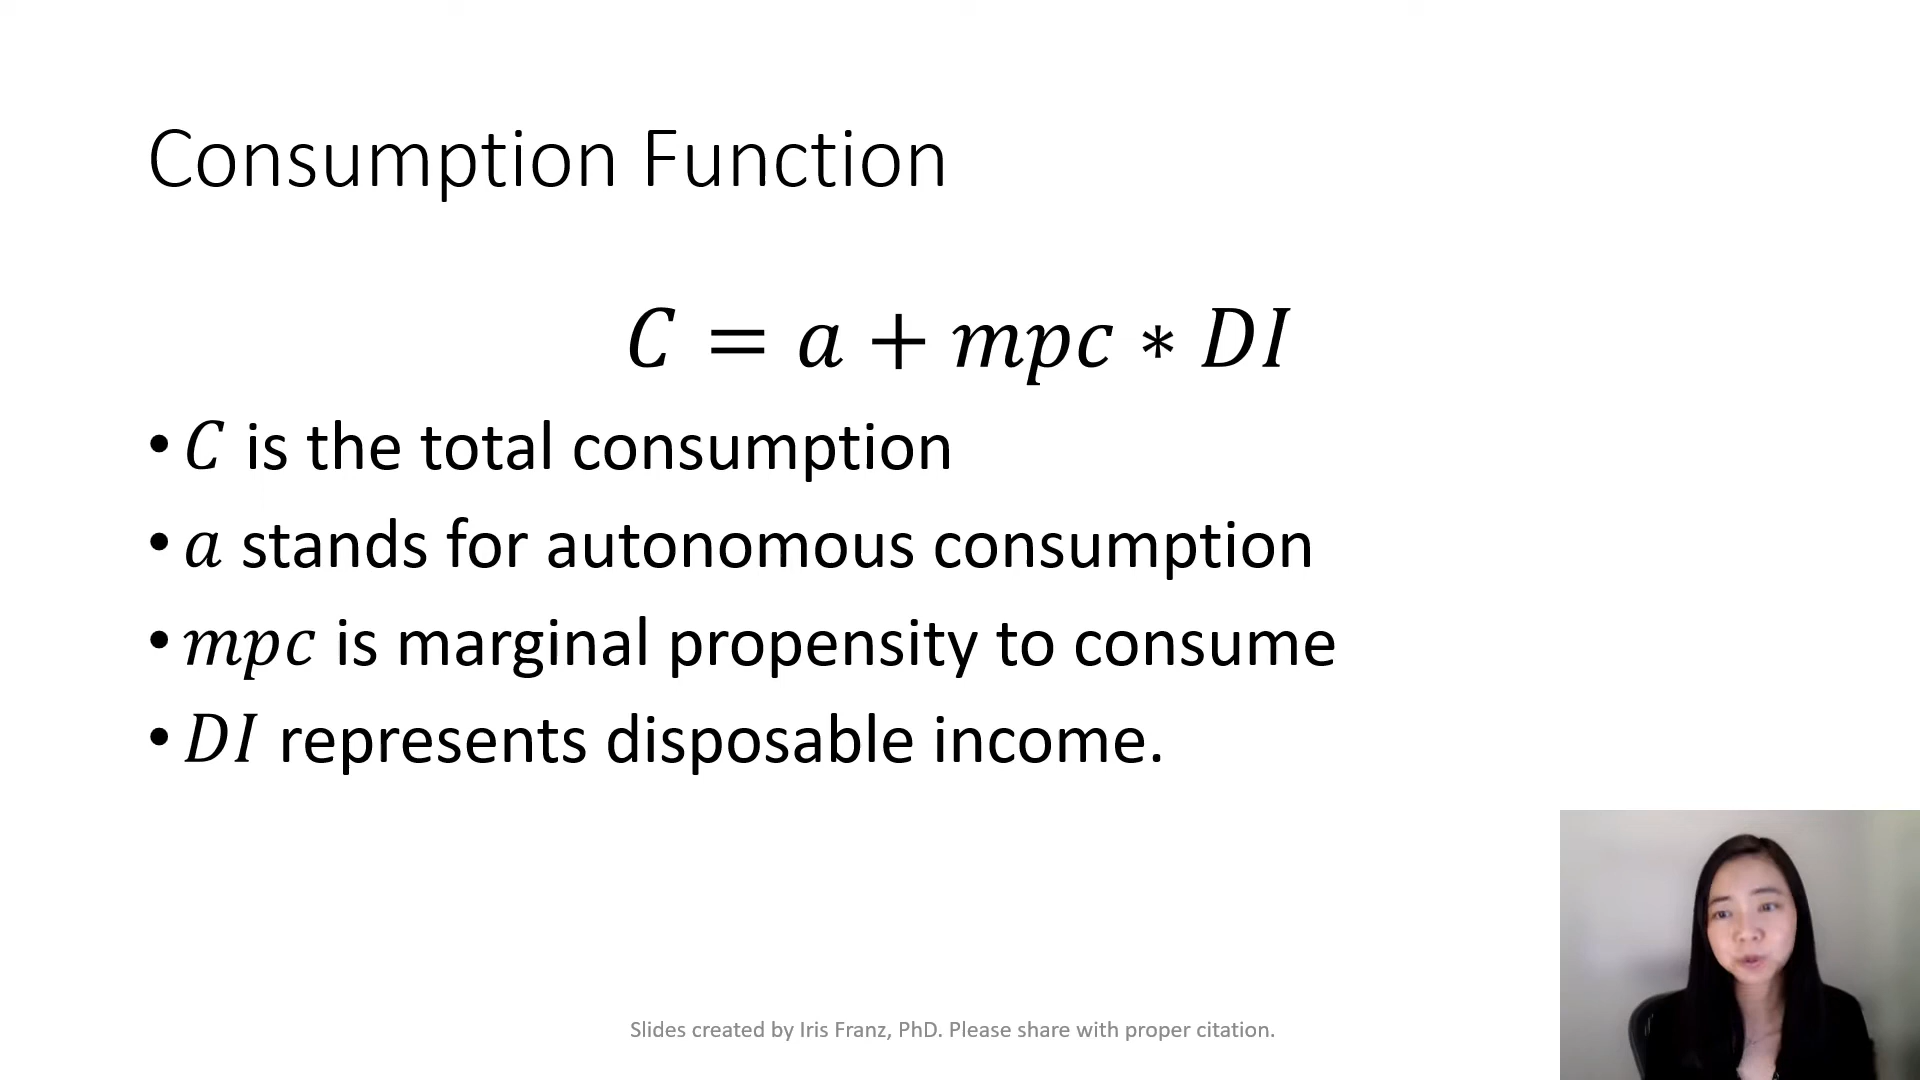 Consumption Function
C = a + mpc ∗ DI
• C is the total consumption
• a stands for autonomous consumption
• mpc is marginal propensity to consume
• DI represents disposable income.
Slides created by Iris Franz, PhD. Please share with proper citation.